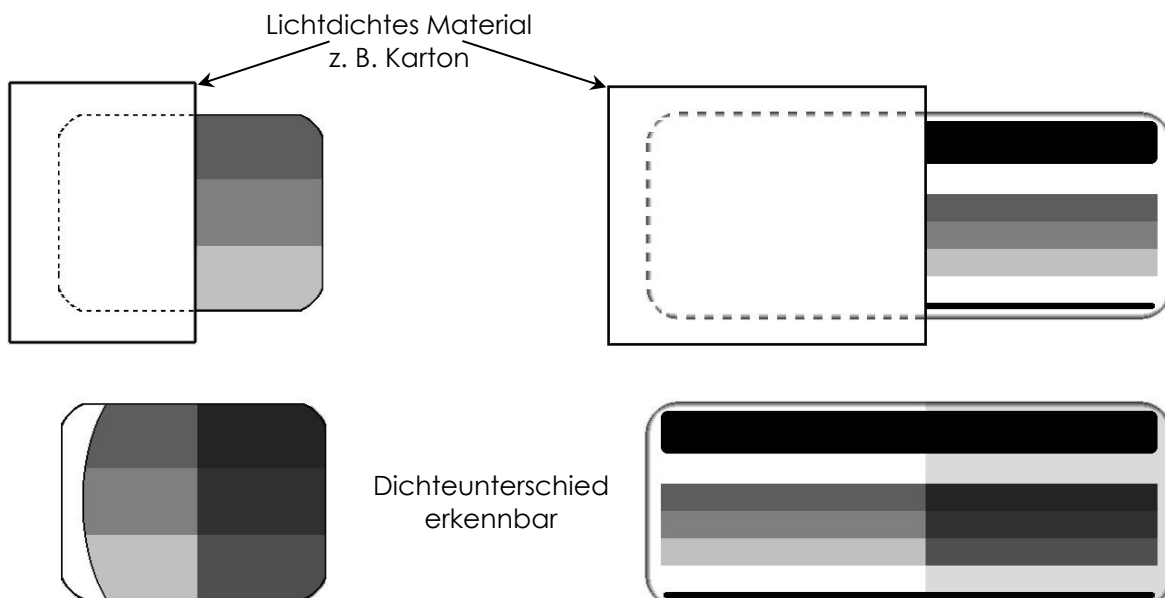 Lichtdichtes Material
z. B. Karton
Dichteunterschied
erkennbar